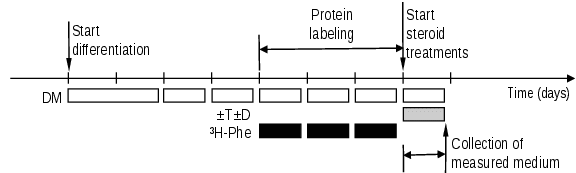 Start
differentiation
Protein
labeling
Start
steroid
treatments
Time (days)
DM
±T±D
³H-Phe
Collection of
measured medium